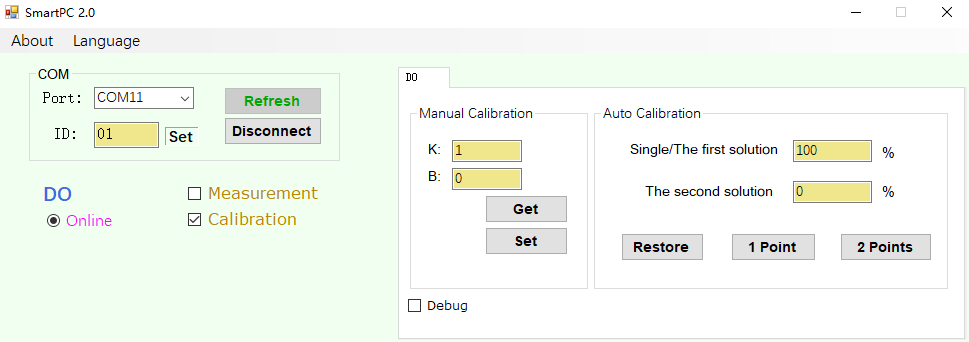 SmartPC 2.0
About Language
COM
Port: COM11
Refresh
ID: 01 Set
Disconnect
DO
Online
Measurement
Calibration
DO
Manual Calibration
K: 1
B: 0
Get
Set
Auto Calibration
Single/The first solution 100 %
The second solution 0 %
Restore 1 Point 2 Points
Debug